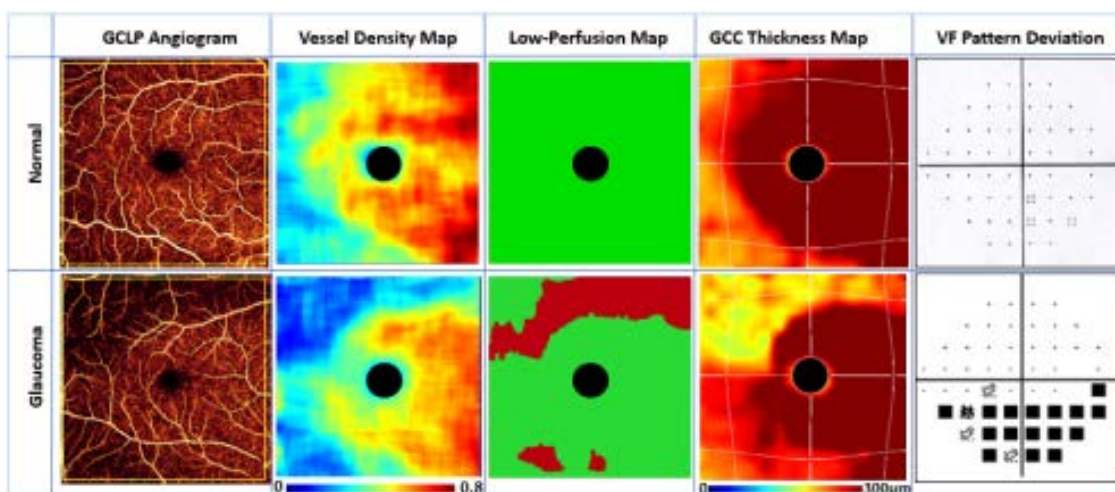 GCLP Angiogram Vessel Density Map Low-Perfusion Map GCC Thickness Map VF Pattern Deviation
Normal
Glaucoma
0 0.8 0 100μm